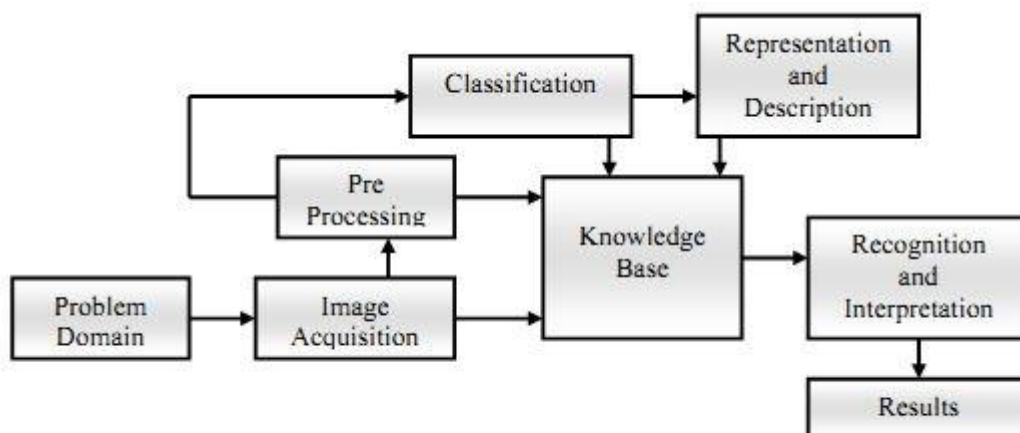 Representation
and
Description
Classification
Pre
Processing
Knowledge
Base
Recognition
and
Interpretation
Problem
Domain
Image
Acquisition
Results